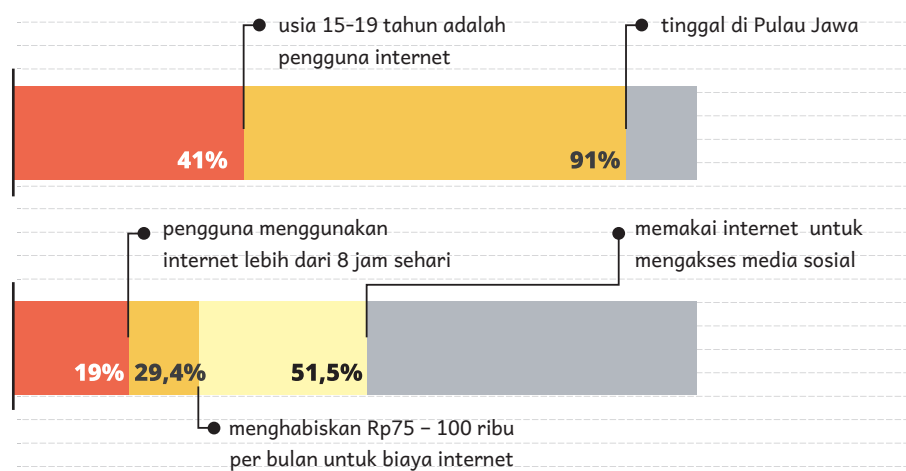 usia 15-19 tahun adalah
pengguna internet
tinggal di Pulau Jawa
41%
91%
pengguna menggunakan
internet lebih dari 8 jam sehari
memakai internet untuk
mengakses media sosial
19%
29,4%
51,5%
menghabiskan Rp75 – 100 ribu
per bulan untuk biaya internet